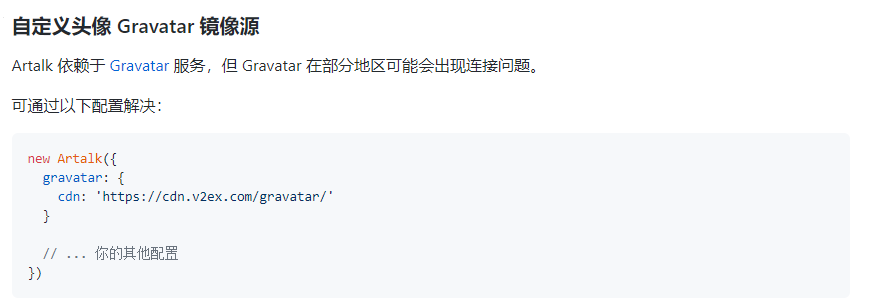 自定义头像 Gravatar 镜像源
Artalk 依赖于 Gravatar 服务，但 Gravatar 在部分地区可能会出现连接问题。
可通过以下配置解决：
new Artalk({
  gravatar: {
    cdn: 'https://cdn.v2ex.com/gravatar/'
  }
  // ... 你的其他配置
})